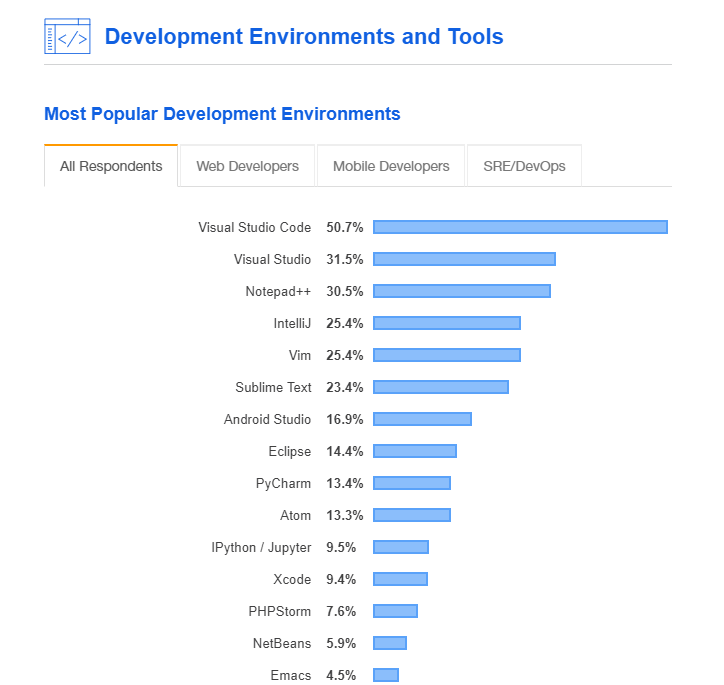 </>
Development Environments and Tools
Most Popular Development Environments
All Respondents Web Developers Mobile Developers SRE/DevOps
Visual Studio Code 50.7%
Visual Studio 31.5%
Notepad++ 30.5%
IntelliJ 25.4%
Vim 25.4%
Sublime Text 23.4%
Android Studio 16.9%
Eclipse 14.4%
PyCharm 13.4%
Atom 13.3%
IPython / Jupyter 9.5%
Xcode 9.4%
PHPStorm 7.6%
NetBeans 5.9%
Emacs 4.5%